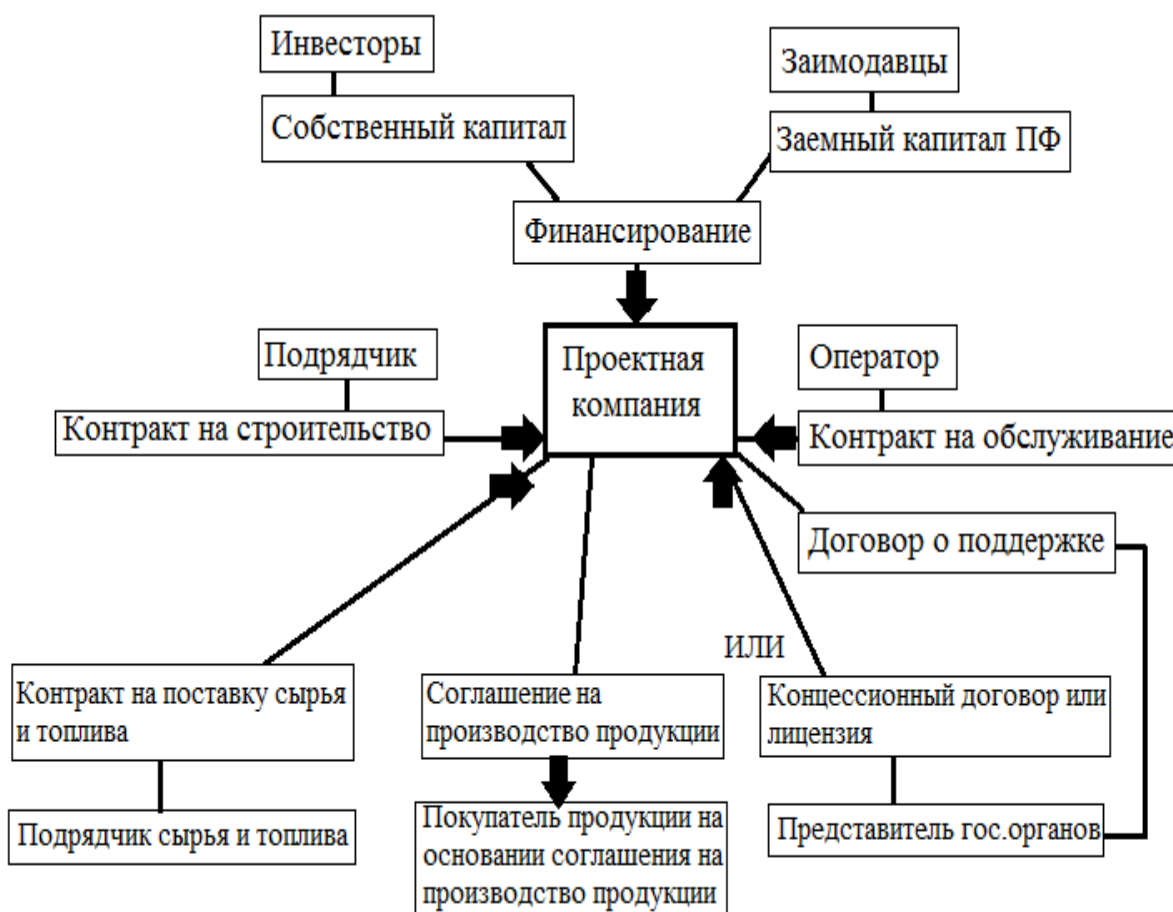 Инвесторы
Собственный капитал
Заимодавцы
Заемный капитал ПФ
Финансирование
Подрядчик
Контракт на строительство
Проектная
компания
Оператор
Контракт на обслуживание
Договор о поддержке
ИЛИ
Контракт на поставку сырья
и топлива
Подрядчик сырья и топлива
Соглашение на
производство продукции
Покупатель продукции на
основании соглашения на
производство продукции
Концессионный договор или
лицензия
Представитель гос.органов